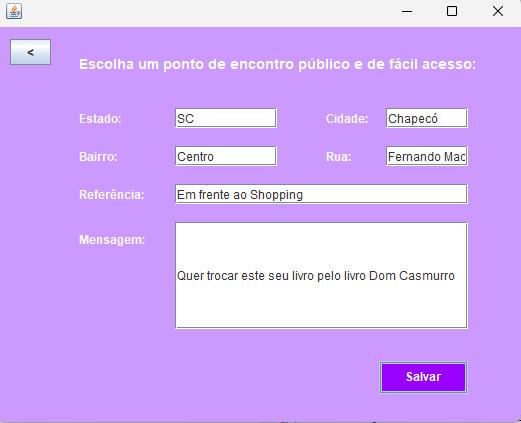 <
Escolha um ponto de encontro público e de fácil acesso:
Estado: SC Cidade: Chapecó
Bairro: Centro Rua: Fernando Mac
Referência: Em frente ao Shopping
Mensagem: Quer trocar este seu livro pelo livro Dom Casmurro
Salvar